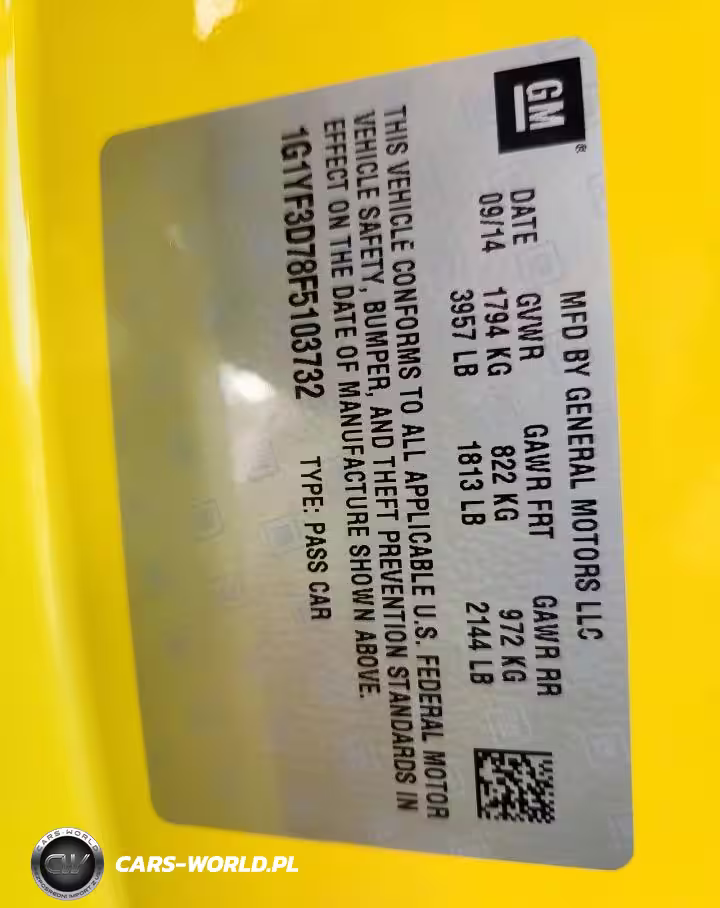 GM®
MFD BY GENERAL MOTORS LLC
DATE GVWR GAWR FRT GAWR RR
09/14 1794 KG 822 KG 972 KG
3957 LB 1813 LB 2144 LB
THIS VEHICLE CONFORMS TO ALL APPLICABLE U.S. FEDERAL MOTOR
VEHICLE SAFETY, BUMPER, AND THEFT PREVENTION STANDARDS IN
EFFECT ON THE DATE OF MANUFACTURE SHOWN ABOVE.
1G1YF3D78F5103732 TYPE: PASS CAR
CARS-WORLD
CW
CARS-WORLD.PL